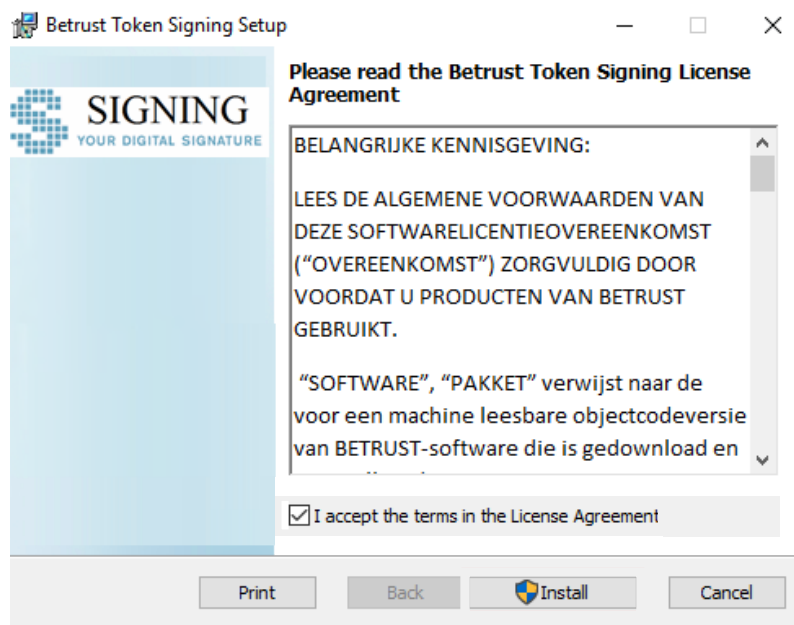 Betrust Token Signing Setup
Please read the Betrust Token Signing License
Agreement
SIGNING
YOUR DIGITAL SIGNATURE
BELANGRIJKE KENNISGEVING:
LEES DE ALGEMENE VOORWAARDEN VAN
DEZE SOFTWARELICENTIEOVEREENKOMST
(“OVEREENKOMST”) ZORGVULDIG DOOR
VOORDAT U PRODUCTEN VAN BETRUST
GEBRUIKT.
“SOFTWARE”, “PAKKET” verwijst naar de
voor een machine leesbare objectcodeversie
van BETRUST-software die is gedownload en
I accept the terms in the License Agreement
Print Back Install Cancel